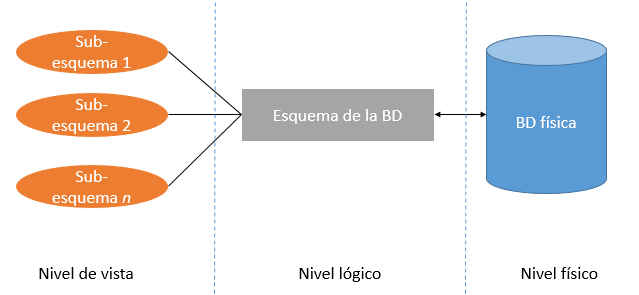 Sub-
esquema 1
Sub-
esquema 2
Sub-
esquema n
Esquema de la BD
BD física
Nivel de vista
Nivel lógico
Nivel físico